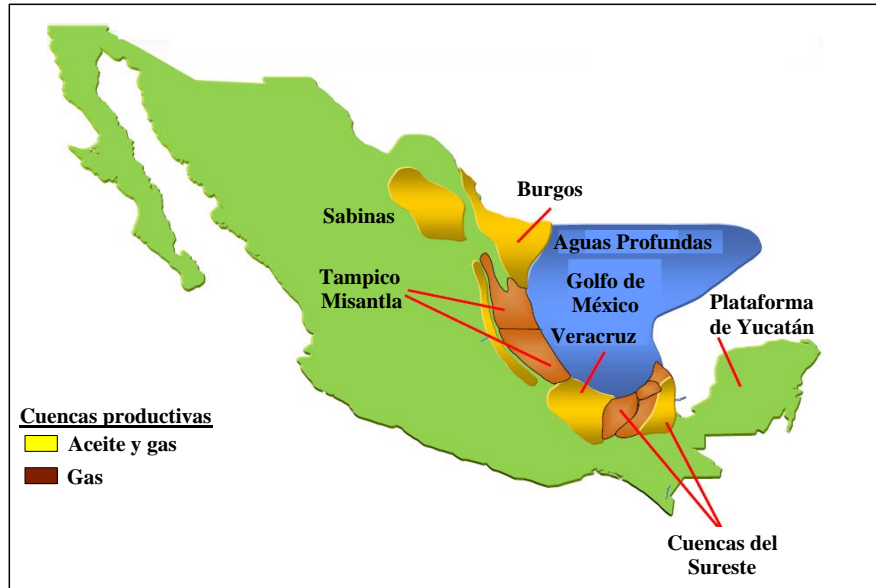 Burgos
Sabinas
Aguas Profundas
Tampico
Misantla
Golfo de
México
Plataforma
de Yucatán
Veracruz
Cuencas productivas
Aceite y gas
Gas
Cuencas del
Sureste